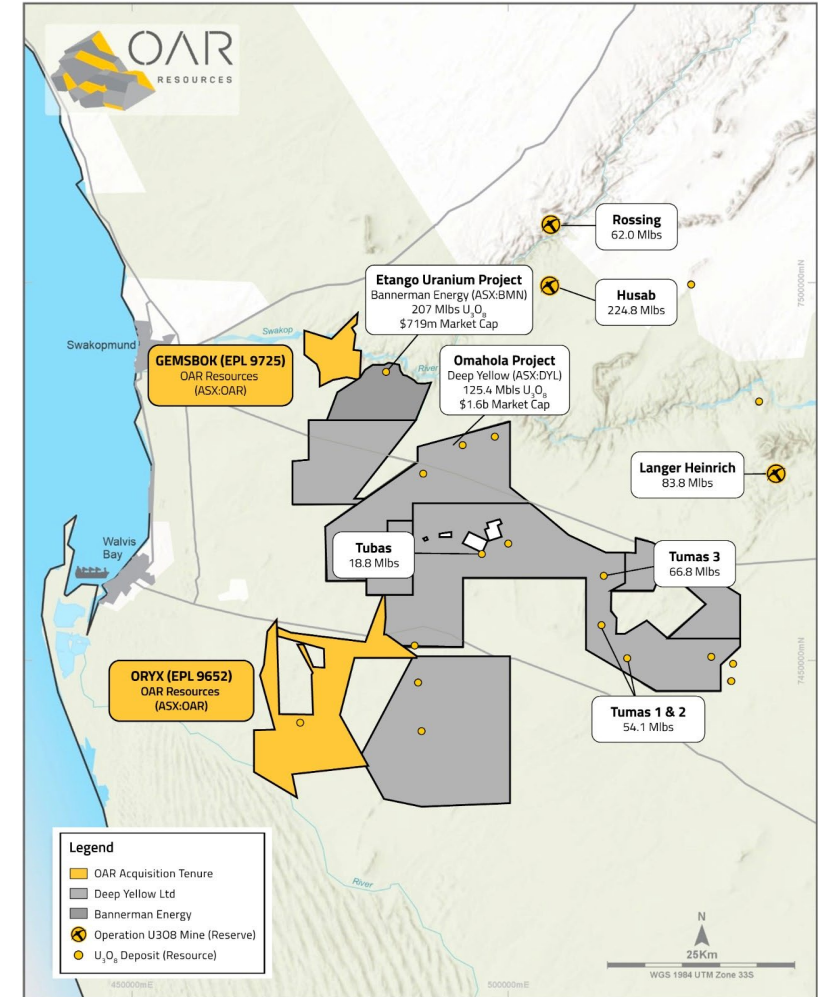 OAR
RESOURCES
Rossing
62.0 Mlbs
Etango Uranium Project
Bannerman Energy (ASX:BMN)
207 Mlbs U₃O₈
$719m Market Cap
Husab
224.8 Mlbs
7500000mN
Swakop
River
Swakopmund
GEMSBOK (EPL 9725)
OAR Resources
(ASX:OAR)
Omahola Project
Deep Yellow (ASX:DYL)
125.4 Mbls U₃O₈
$1.6b Market Cap
Langer Heinrich
83.8 Mlbs
Walvis
Bay
Tubas
18.8 Mlbs
Tumas 3
66.8 Mlbs
7450000mN
ORYX (EPL 9652)
OAR Resources
(ASX:OAR)
Tumas 1 & 2
54.1 Mlbs
Legend
OAR Acquisition Tenure
Deep Yellow Ltd
Bannerman Energy
Operation U3O8 Mine (Reserve)
U₃O₈ Deposit (Resource)
River
N
25Km
WGS 1984 UTM Zone 33S
450000mE
500000mE